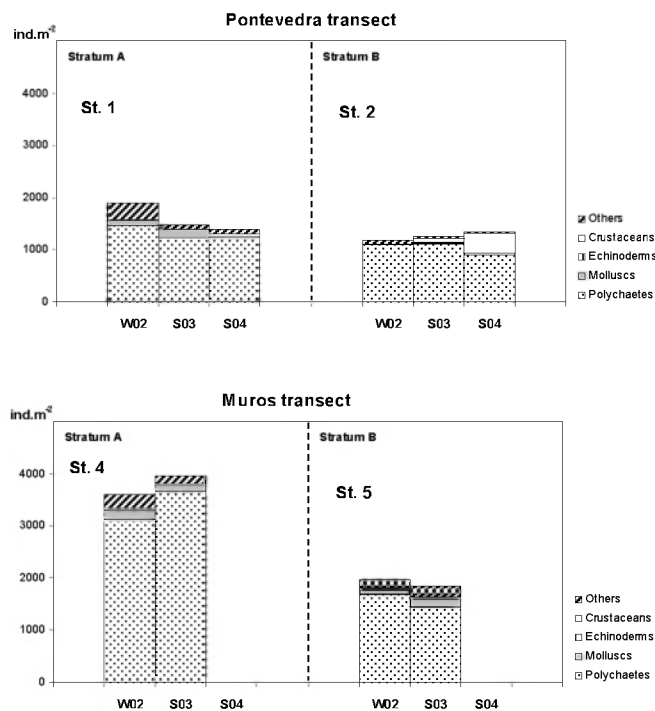 Pontevedra transect
ind.m-2
Stratum A
Stratum B
St. 1
St. 2
4000
3000
2000
1000
0
W02 S03 S04 W02 S03 S04
Others
Crustaceans
Echinoderms
Molluscs
Polychaetes
Muros transect
ind.m-2
Stratum A
Stratum B
St. 4
St. 5
4000
3000
2000
1000
0
W02 S03 S04 W02 S03 S04
Others
Crustaceans
Echinoderms
Molluscs
Polychaetes